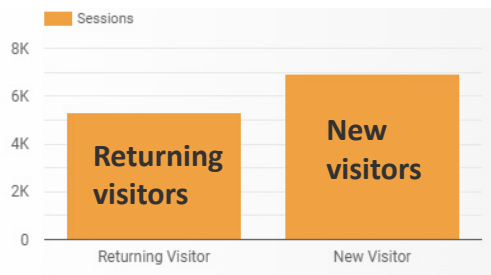 Sessions
8K
6K
4K
2K
0
Returning
visitors
New
visitors
Returning Visitor
New Visitor